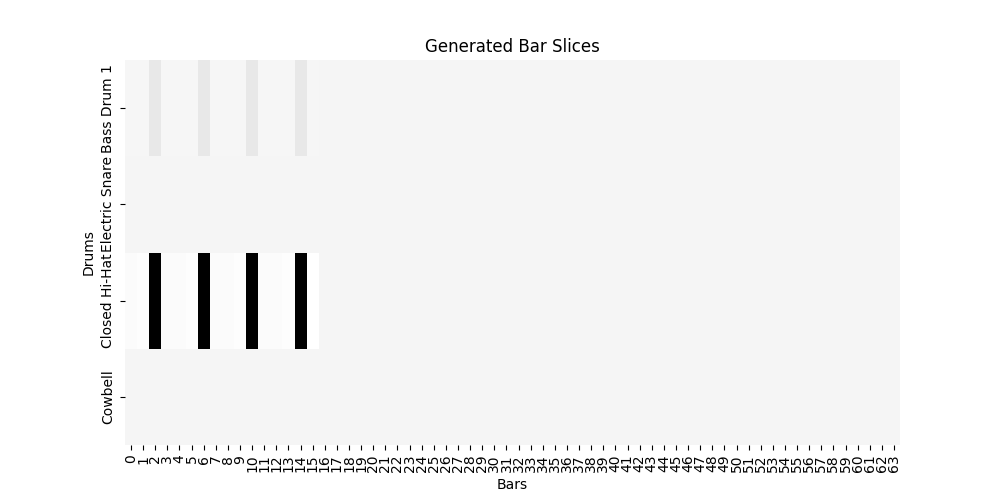 Generated Bar Slices
Bass Drum 1
Electric Snare
Closed Hi-Hat
Cowbell
Drums
0 1 2 3 4 5 6 7 8 9 10 11 12 13 14 15 16 17 18 19 20 21 22 23 24 25 26 27 28 29 30 31 32 33 34 35 36 37 38 39 40 41 42 43 44 45 46 47 48 49 50 51 52 53 54 55 56 57 58 59 60 61 62 63
Bars